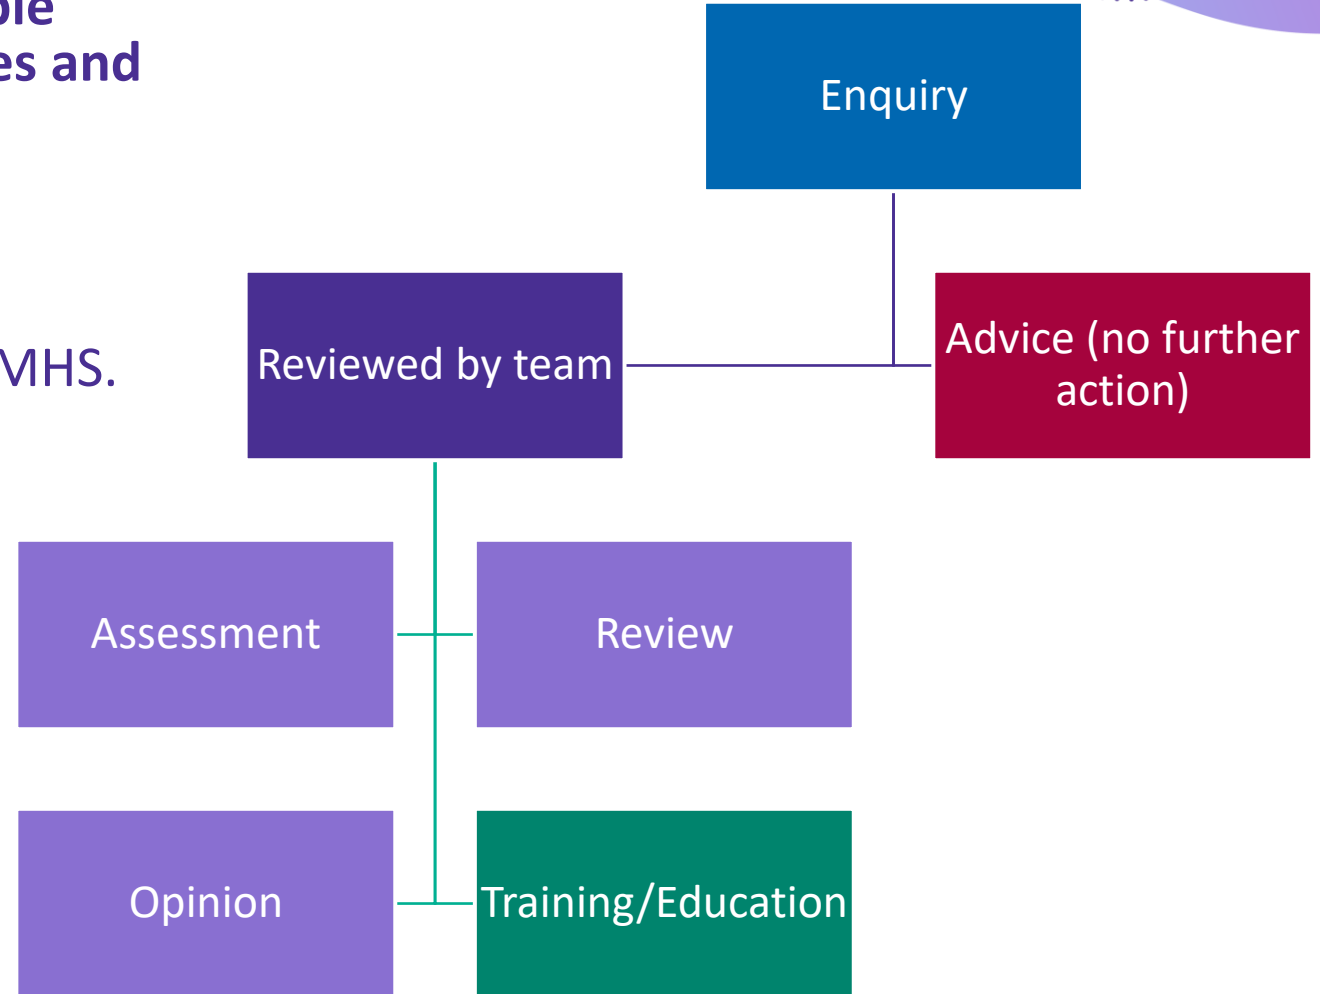 es and
Enquiry
Reviewed by team
Advice (no further
action)
MHS.
Assessment
Review
Opinion
Training/Education